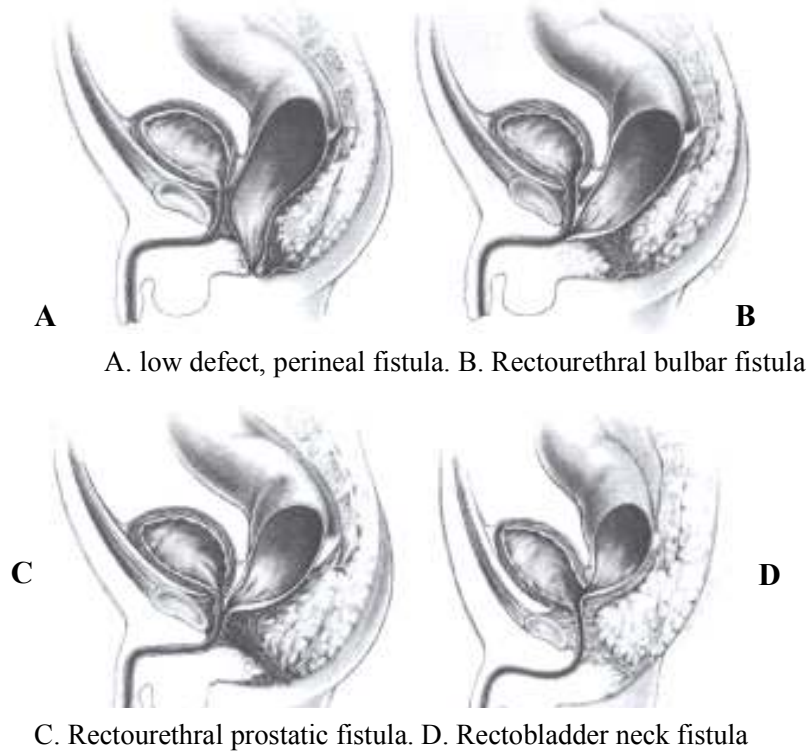 A
B
A. low defect, perineal fistula. B. Rectourethral bulbar fistula
C
D
C. Rectourethral prostatic fistula. D. Rectobladder neck fistula